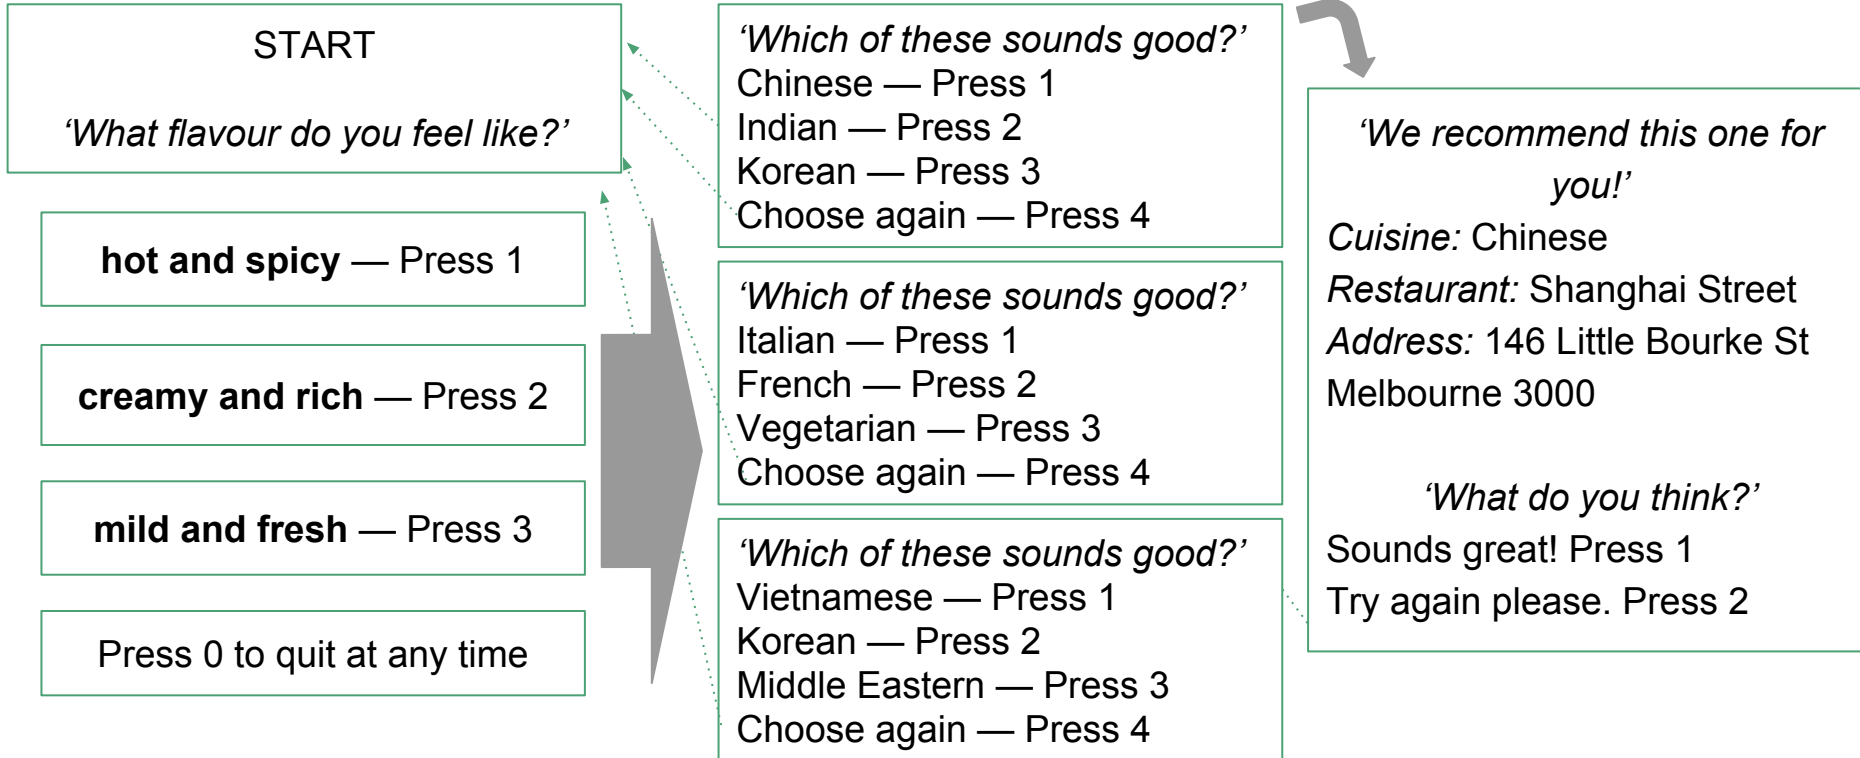 START
‘What flavour do you feel like?’
hot and spicy — Press 1
creamy and rich — Press 2
mild and fresh — Press 3
Press 0 to quit at any time
‘Which of these sounds good?’
Chinese — Press 1
Indian — Press 2
Korean — Press 3
Choose again — Press 4
‘Which of these sounds good?’
Italian — Press 1
French — Press 2
Vegetarian — Press 3
Choose again — Press 4
‘Which of these sounds good?’
Vietnamese — Press 1
Korean — Press 2
Middle Eastern — Press 3
Choose again — Press 4
‘We recommend this one for
you!’
Cuisine: Chinese
Restaurant: Shanghai Street
Address: 146 Little Bourke St
Melbourne 3000
‘What do you think?’
Sounds great! Press 1
Try again please. Press 2